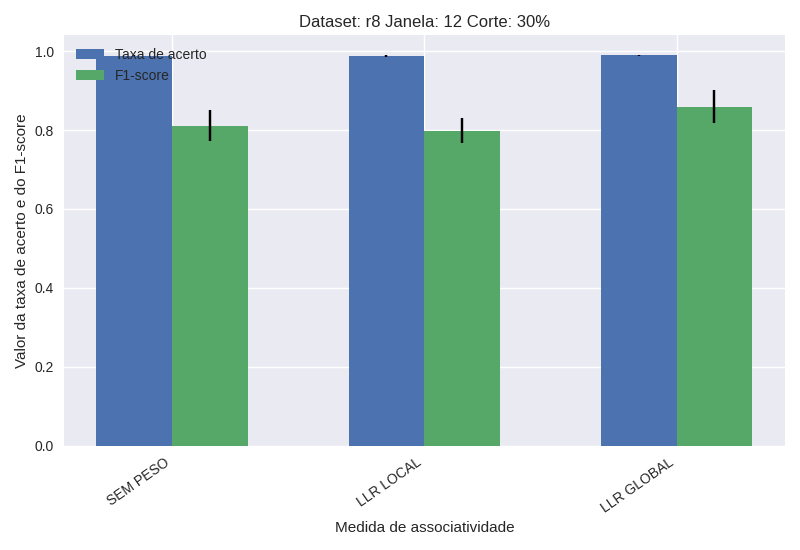 Dataset: r8 Janela: 12 Corte: 30%
Taxa de acerto
F1-score
Valor da taxa de acerto e do F1-score
1.0
0.8
0.6
0.4
0.2
0.0
SEM PESO
LLR LOCAL
LLR GLOBAL
Medida de associatividade